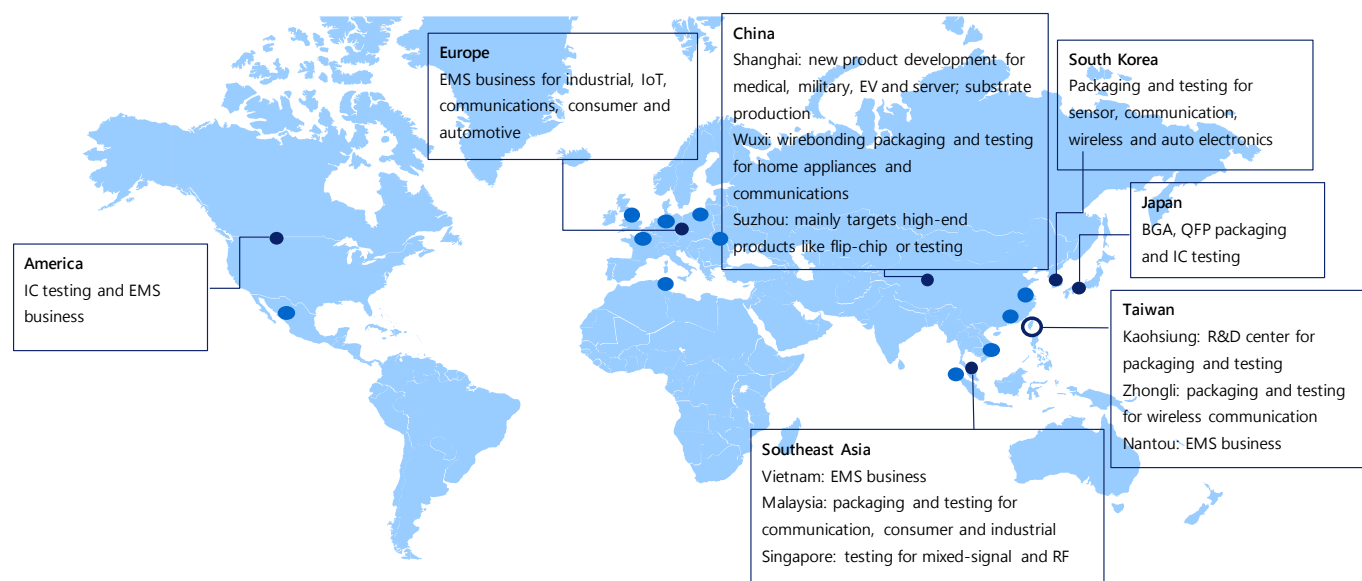 Europe
EMS business for industrial, IoT,
communications, consumer and
automotive
China
Shanghai: new product development for
medical, military, EV and server; substrate
production
Wuxi: wirebonding packaging and testing
for home appliances and
communications
Suzhou: mainly targets high-end
products like flip-chip or testing
South Korea
Packaging and testing for
sensor, communication,
wireless and auto electronics
Japan
BGA, QFP packaging
and IC testing
America
IC testing and EMS
business
Taiwan
Kaohsiung: R&D center for
packaging and testing
Zhongli: packaging and testing
for wireless communication
Nantou: EMS business
Southeast Asia
Vietnam: EMS business
Malaysia: packaging and testing for
communication, consumer and industrial
Singapore: testing for mixed-signal and RF